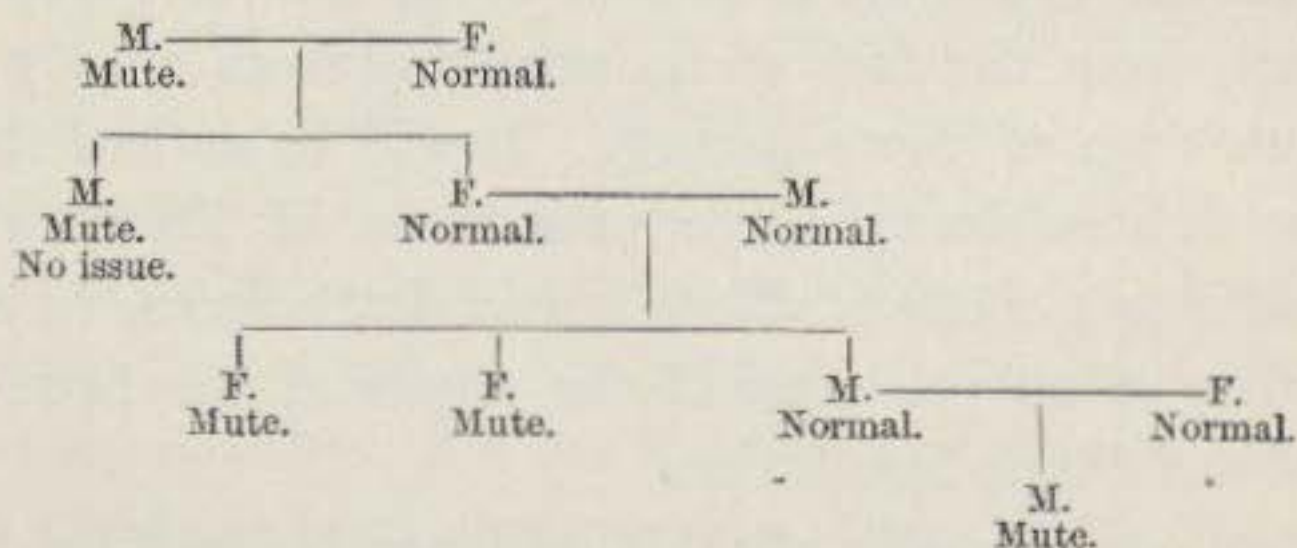 M. F.
Mute. Normal.
M. F. M.
Mute. Normal. Normal.
No issue.
F. F. M. F.
Mute. Mute. Normal. Normal.
M.
Mute.